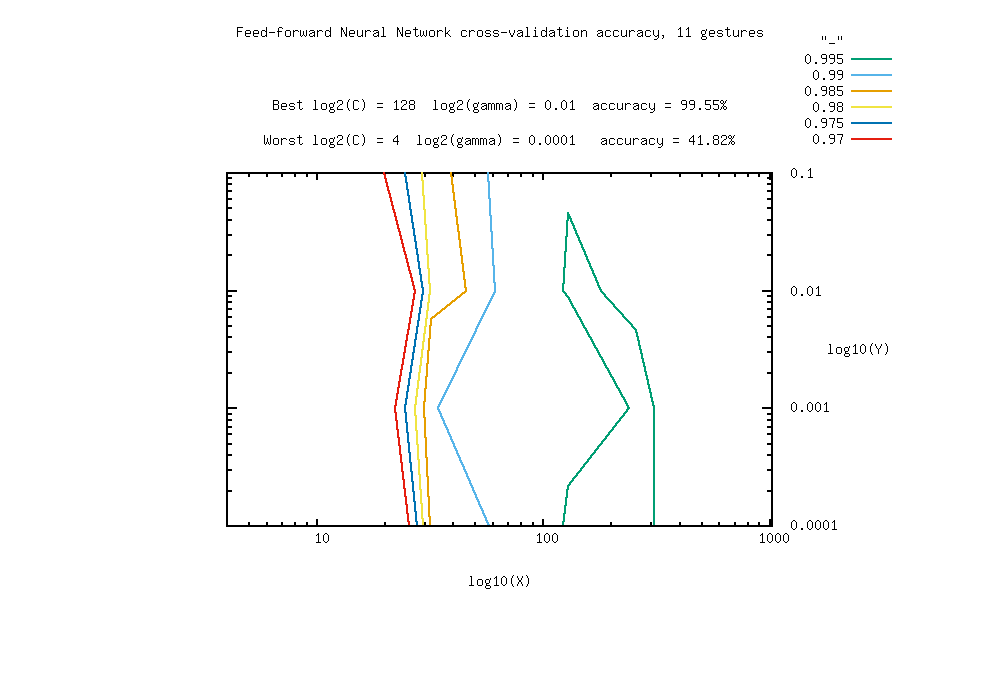 Feed-forward Neural Network cross-validation accuracy, 11 gestures
"_"
0.995
0.99
0.985
0.98
0.975
0.97
Best log2(C) = 128  log2(gamma) = 0.01  accuracy = 99.55%
Worst log2(C) = 4  log2(gamma) = 0.0001   accuracy = 41.82%
0.1
0.01
log10(Y)
0.001
0.0001
10 100 1000
log10(X)